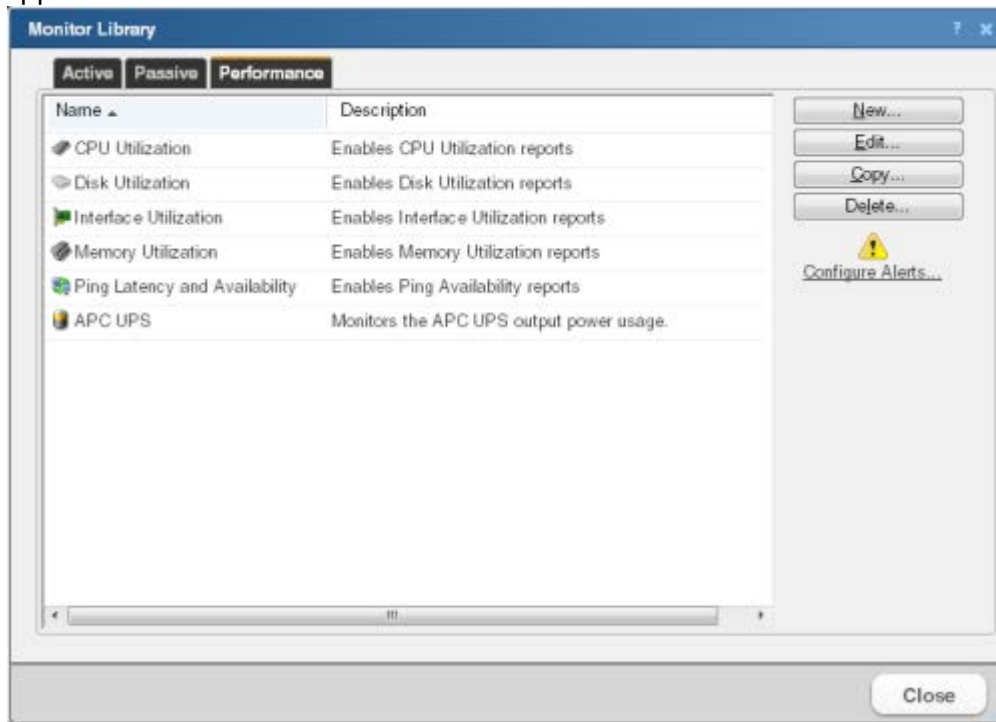 Monitor Library
Active Passive Performance
Name Description
CPU Utilization Enables CPU Utilization reports
Disk Utilization Enables Disk Utilization reports
Interface Utilization Enables Interface Utilization reports
Memory Utilization Enables Memory Utilization reports
Ping Latency and Availability Enables Ping Availability reports
APC UPS Monitors the APC UPS output power usage.
New...
Edit...
Copy...
Delete...
Configure Alerts...
Close